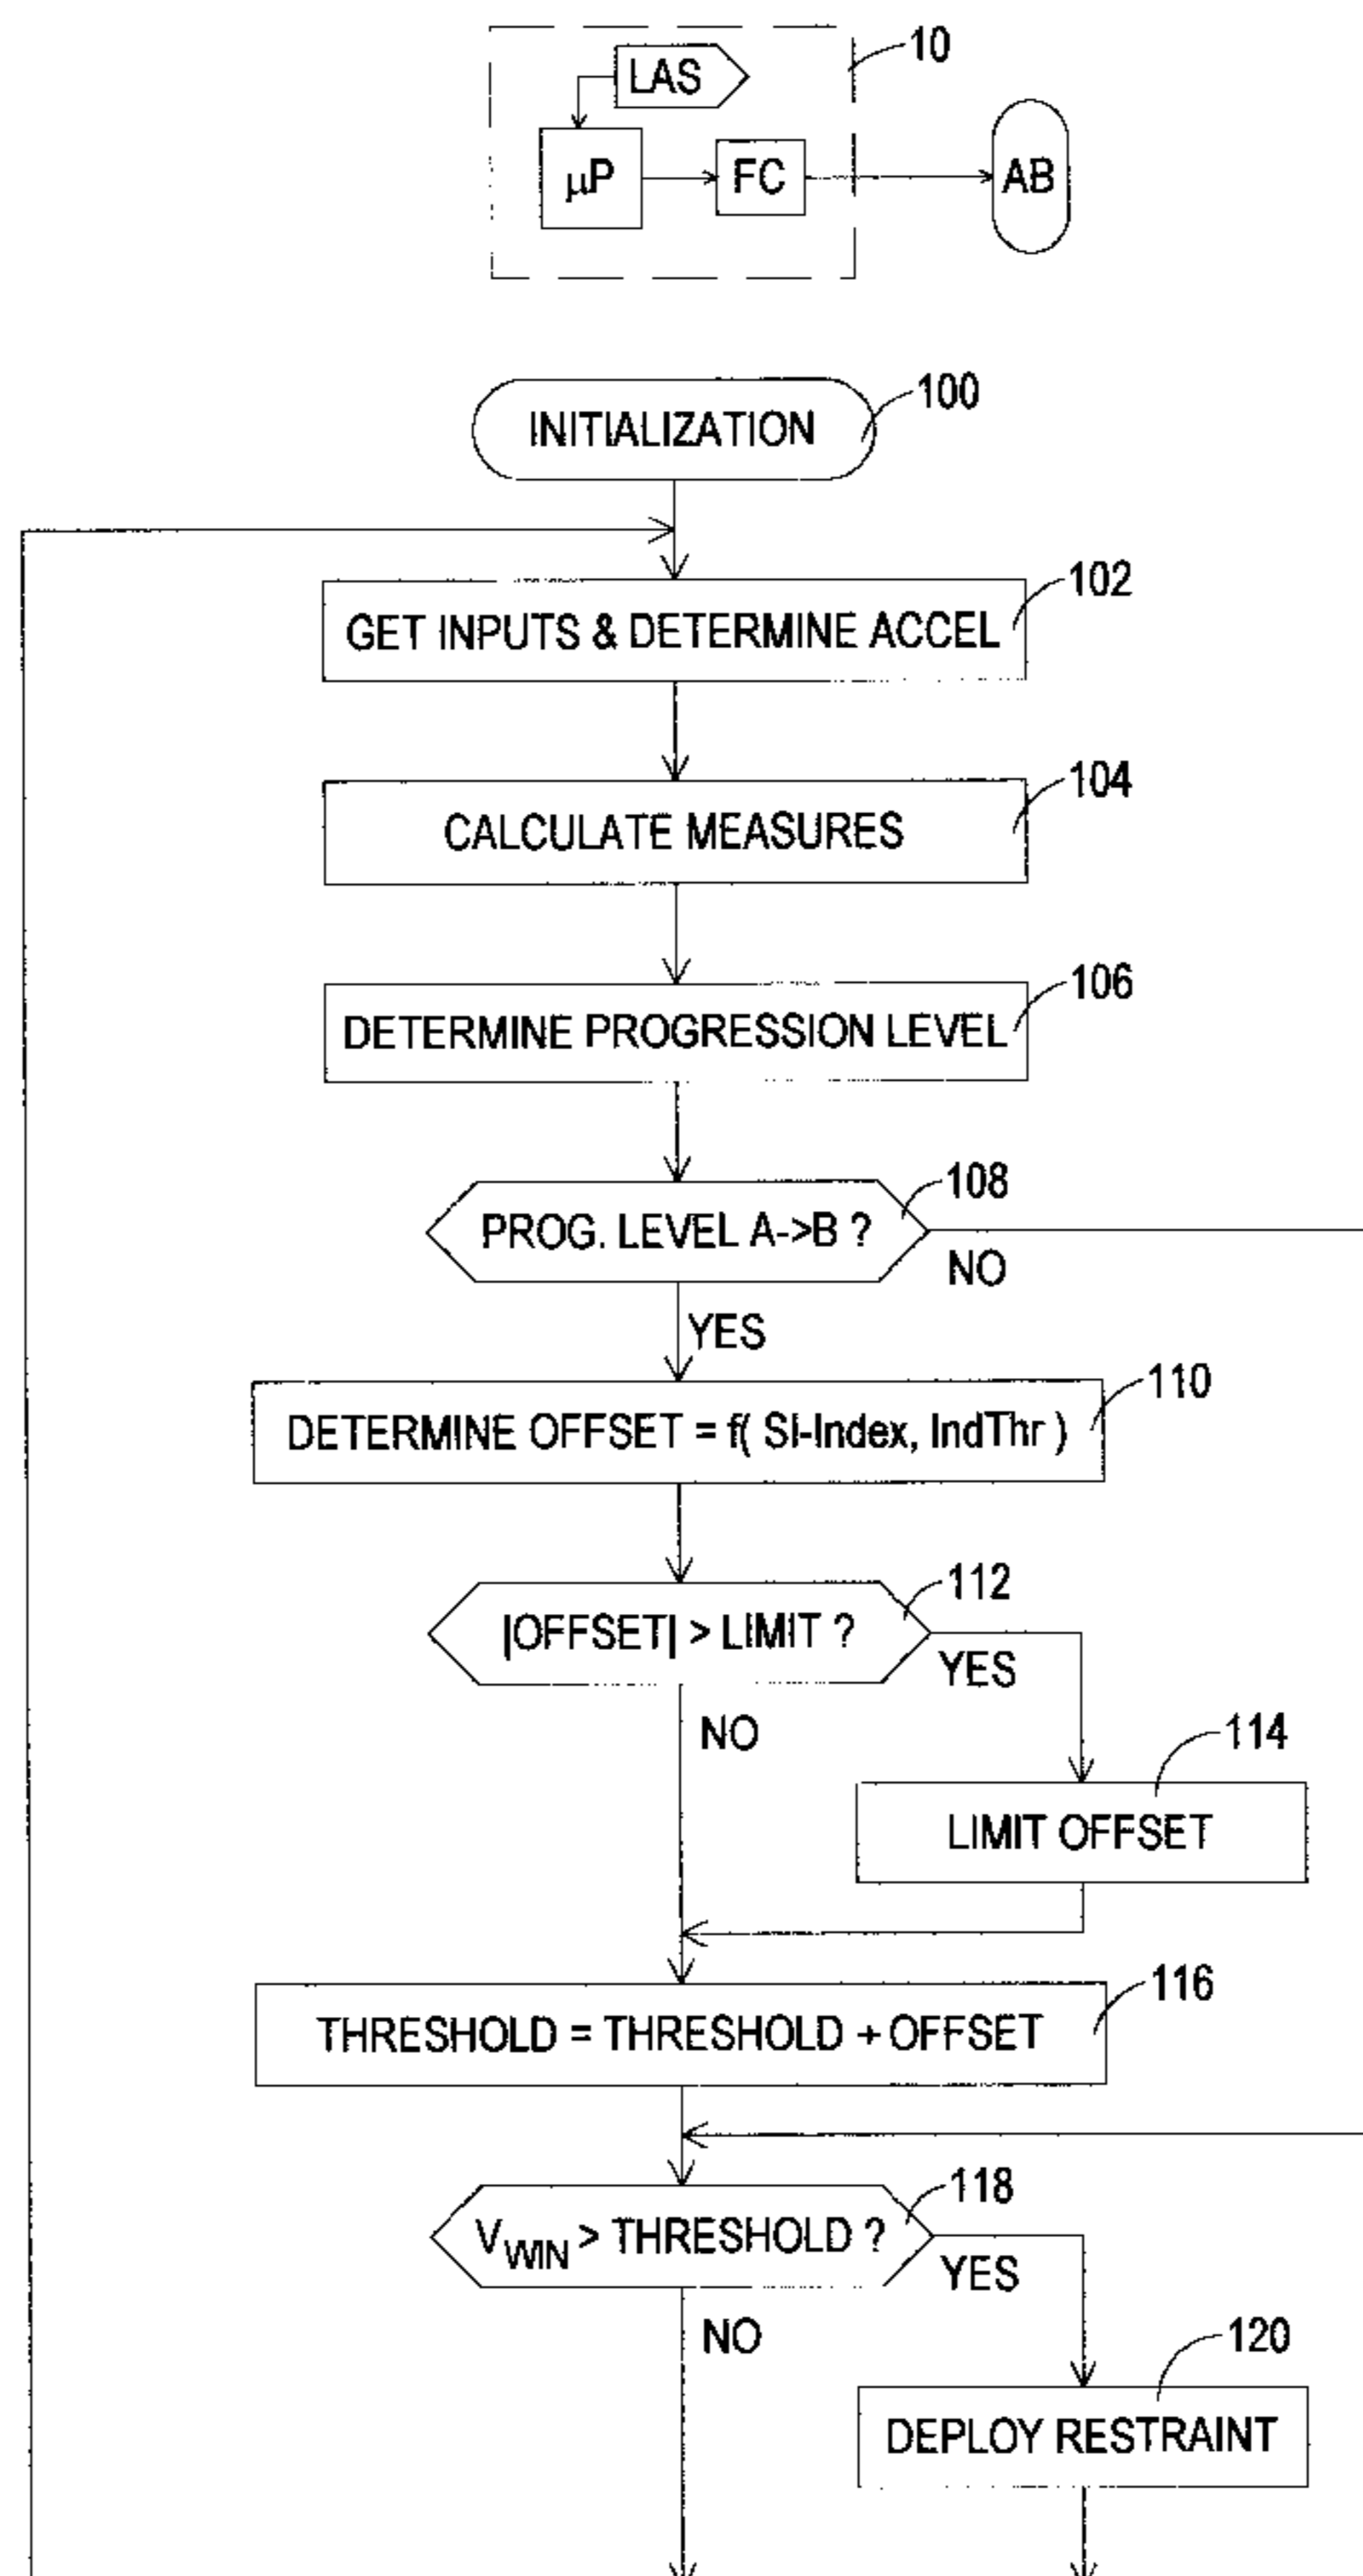 10
LAS
μP
FC
AB
100
INITIALIZATION
102
GET INPUTS & DETERMINE ACCEL
104
CALCULATE MEASURES
106
DETERMINE PROGRESSION LEVEL
108
PROG. LEVEL A->B ?
NO
YES
110
DETERMINE OFFSET = f( SI-Index, IndThr )
112
|OFFSET| > LIMIT ?
YES
NO
114
LIMIT OFFSET
116
THRESHOLD = THRESHOLD + OFFSET
118
VWIN > THRESHOLD ?
YES
NO
120
DEPLOY RESTRAINT